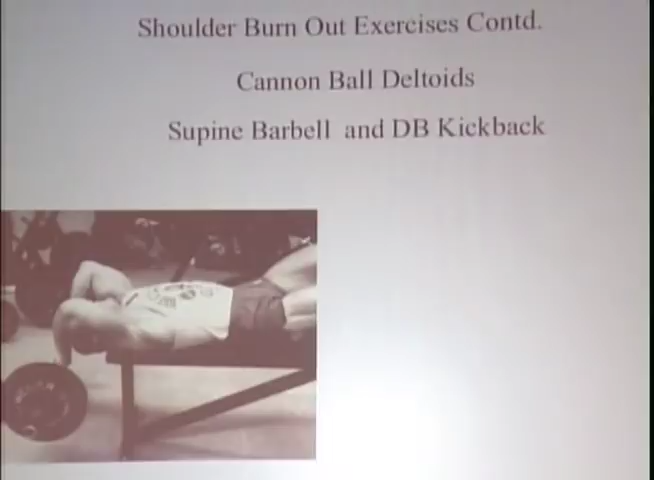 Shoulder Burn Out Exercises Contd.
Cannon Ball Deltoids
Supine Barbell and DB Kickback